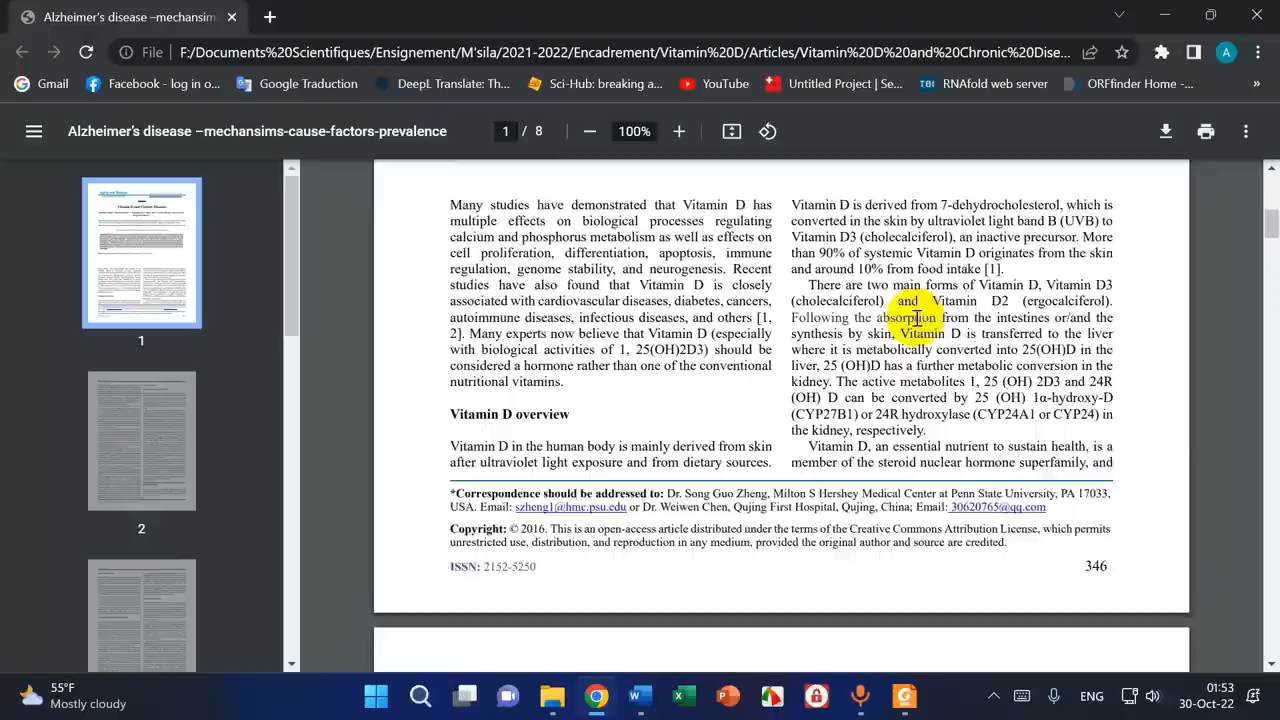 Alzheimer's disease –mechansim
File
F:/Documents%20Scientifiques/Ensignement/M'sila/2021-2022/Encadrement/Vitamin%20D/Articles/Vitamin%20D%20and%20Chronic%20Dise...
A
Gmail
Facebook - log in o...
Google Traduction
DeepL Translate: Th...
Sci-Hub: breaking a...
YouTube
Untitled Project | Se...
TBI RNAfold web server
ORFfinder Home -...
»
Alzheimer's disease –mechansims-cause-factors-prevalence
1 / 8
100%
1
2
Many studies have demonstrated that Vitamin D has
multiple effects on biological processes regulating
calcium and phosphorus metabolism as well as effects on
cell proliferation, differentiation, apoptosis, immune
regulation, genome stability, and neurogenesis. Recent
studies have also found that Vitamin D is closely
associated with cardiovascular diseases, diabetes, cancers,
autoimmune diseases, infectious diseases, and others [1,
2]. Many experts now believe that Vitamin D (especially
with biological activities of 1, 25(OH)2D3) should be
considered a hormone rather than one of the conventional
nutritional vitamins.
Vitamin D overview
Vitamin D in the human body is mainly derived from skin
after ultraviolet light exposure and from dietary sources.
Vitamin D is derived from 7-dehydrocholesterol, which is
converted in the skin by ultraviolet light band B (UVB) to
Vitamin D3 (cholecalciferol), an inactive precursor. More
than 90% of systemic Vitamin D originates from the skin
and around 10% from food intake [1].
There are two main forms of Vitamin D, Vitamin D3
(cholecalciferol) and Vitamin D2 (ergocalciferol).
Following the absorption from the intestines or/and the
synthesis by skin, Vitamin D is transferred to the liver
where it is metabolically converted into 25(OH)D in the
liver, 25 (OH)D has a further metabolic conversion in the
kidney. The active metabolites 1, 25 (OH) 2D3 and 24R
(OH) D can be converted by 25 (OH) 1α-hydroxy-D
(CYP27B1) or 24R hydroxylase (CYP24A1 or CYP24) in
the kidney, respectively.
Vitamin D, an essential nutrient to sustain health, is a
member of the steroid nuclear hormone superfamily, and
*Correspondence should be addressed to: Dr. Song Guo Zheng, Milton S Hershey Medical Center at Penn State University, PA 17033,
USA. Email: szheng1@hmc.psu.edu or Dr. Weiwen Chen, Qujing First Hospital, Qujing, China; Email: 30620765@qq.com
Copyright: © 2016. This is an open-access article distributed under the terms of the Creative Commons Attribution License, which permits
unrestricted use, distribution, and reproduction in any medium, provided the original author and source are credited.
ISSN: 2152-5250
346
55°F
Mostly cloudy
ENG
01:53
30-Oct-22